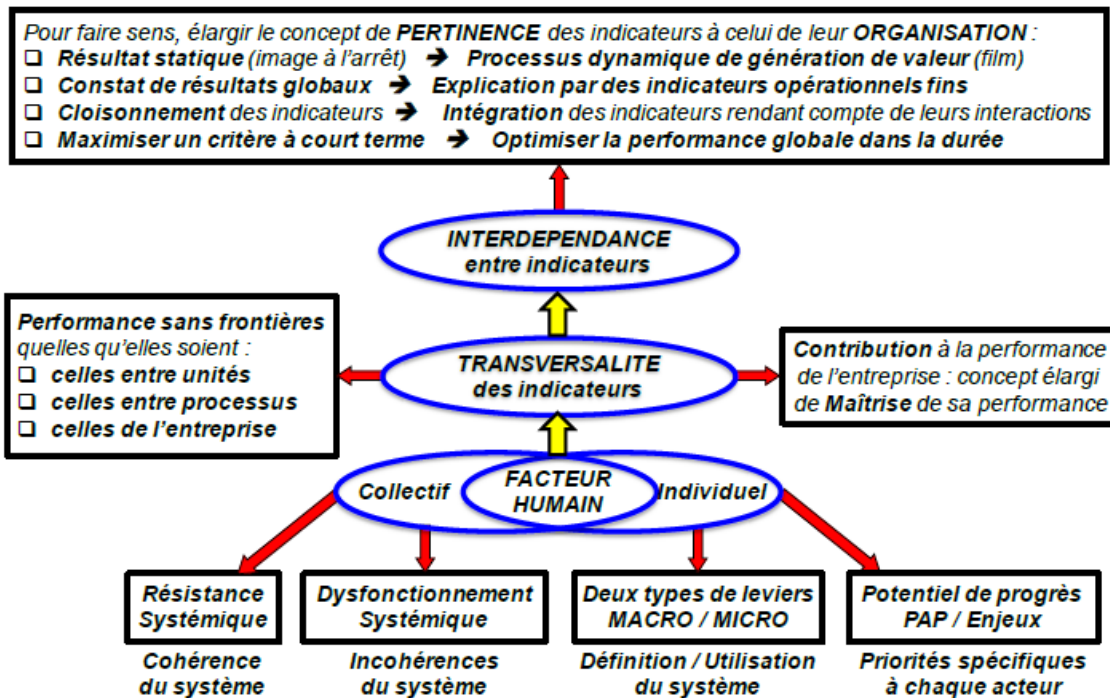 Pour faire sens, élargir le concept de PERTINENCE des indicateurs à celui de leur ORGANISATION :
❑ Résultat statique (image à l'arrêt) ➔ Processus dynamique de génération de valeur (film)
❑ Constat de résultats globaux ➔ Explication par des indicateurs opérationnels fins
❑ Cloisonnement des indicateurs ➔ Intégration des indicateurs rendant compte de leurs interactions
❑ Maximiser un critère à court terme ➔ Optimiser la performance globale dans la durée
INTERDEPENDANCE
entre indicateurs
Performance sans frontières
quelles qu'elles soient :
❑ celles entre unités
❑ celles entre processus
❑ celles de l'entreprise
TRANSVERSALITE
des indicateurs
Contribution à la performance
de l'entreprise : concept élargi
de Maîtrise de sa performance
Collectif
FACTEUR
HUMAIN
Individuel
Résistance
Systémique
Cohérence
du système
Dysfonctionnement
Systémique
Incohérences
du système
Deux types de leviers
MACRO / MICRO
Définition / Utilisation
du système
Potentiel de progrès
PAP / Enjeux
Priorités spécifiques
à chaque acteur